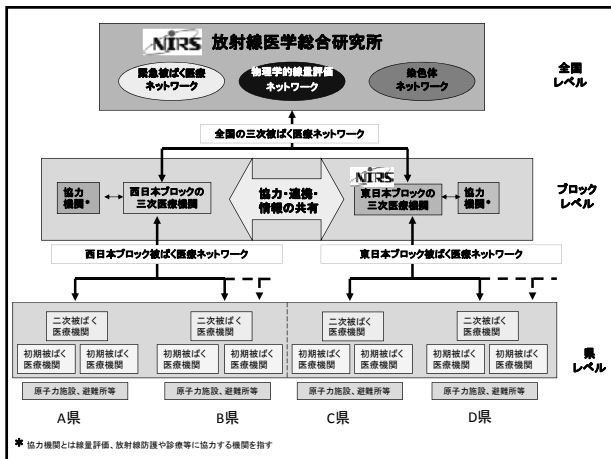 NIRS 放射線医学総合研究所
緊急被ばく医療
ネットワーク
物理学的線量評価
ネットワーク
染色体
ネットワーク
全国
レベル
全国の三次被ばく医療ネットワーク
協力
機関*
西日本ブロックの
三次医療機関
協力・連携・
情報の共有
NIRS
東日本ブロックの
三次医療機関
協力
機関*
ブロック
レベル
西日本ブロック被ばく医療ネットワーク
東日本ブロック被ばく医療ネットワーク
二次被ばく
医療機関
初期被ばく
医療機関
初期被ばく
医療機関
原子力施設、避難所等
A県
二次被ばく
医療機関
初期被ばく
医療機関
初期被ばく
医療機関
原子力施設、避難所等
B県
二次被ばく
医療機関
初期被ばく
医療機関
初期被ばく
医療機関
原子力施設、避難所等
C県
二次被ばく
医療機関
初期被ばく
医療機関
初期被ばく
医療機関
原子力施設、避難所等
D県
県
レベル
* 協力機関とは線量評価、放射線防護や診療等に協力する機関を指す